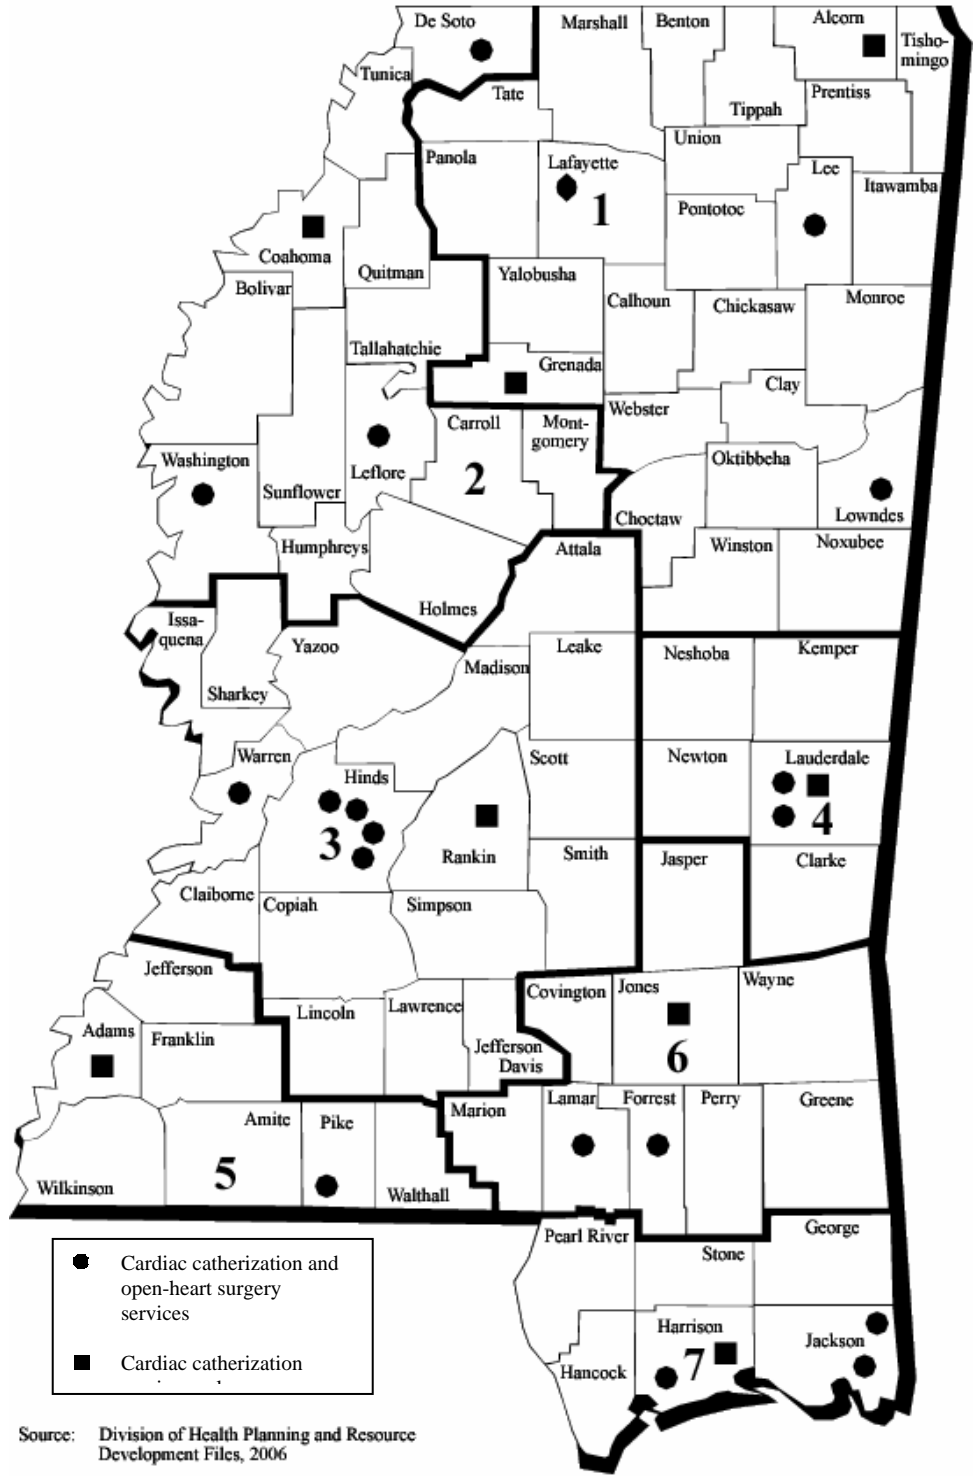 De Soto
Marshall
Benton
Alcorn
Tisho-
mingo
Tunica
Tate
Tippah
Prentiss
Union
Panola
Lafayette
Lee
Itawamba
1
Pontotoc
Coahoma
Quitman
Yalobusha
Bolivar
Calhoun
Chickasaw
Monroe
Tallahatchie
Grenada
Clay
Webster
Carroll
Mont-
gomery
Washington
Leflore
2
Oktibbeha
Sunflower
Choctaw
Lowndes
Humphreys
Attala
Winston
Noxubee
Holmes
Issa-
quena
Yazoo
Leake
Neshoba
Kemper
Madison
Sharkey
Warren
Scott
Newton
Lauderdale
Hinds
4
3
Rankin
Smith
Jasper
Clarke
Claiborne
Copiah
Simpson
Jefferson
Covington
Jones
Wayne
Lincoln
Lawrence
Adams
Franklin
Jefferson
Davis
6
Marion
Lamar
Forrest
Perry
Greene
Amite
Pike
5
Wilkinson
Walthall
Pearl River
George
Stone
Harrison
Jackson
7
Hancock
Cardiac catherization and
open-heart surgery
services
Cardiac catherization
Source: Division of Health Planning and Resource
Development Files, 2006